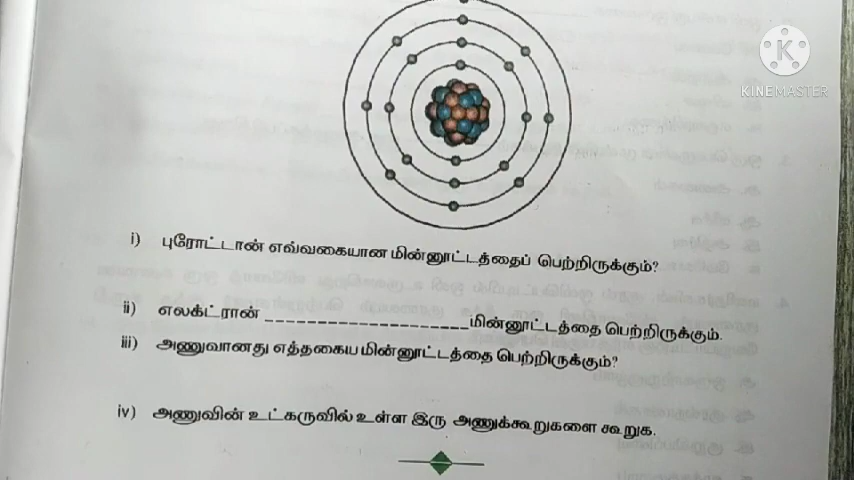 KINEMASTER
i) புரோட்டான் எவ்வகையான மின்னூட்டத்தைப் பெற்றிருக்கும்?
ii) எலக்ட்ரான் _____________________ மின்னூட்டத்தை பெற்றிருக்கும்.
iii) அணுவானது எத்தகைய மின்னூட்டத்தை பெற்றிருக்கும்?
iv) அணுவின் உட்கருவில் உள்ள இரு அணுக்கூறுகளை கூறுக.